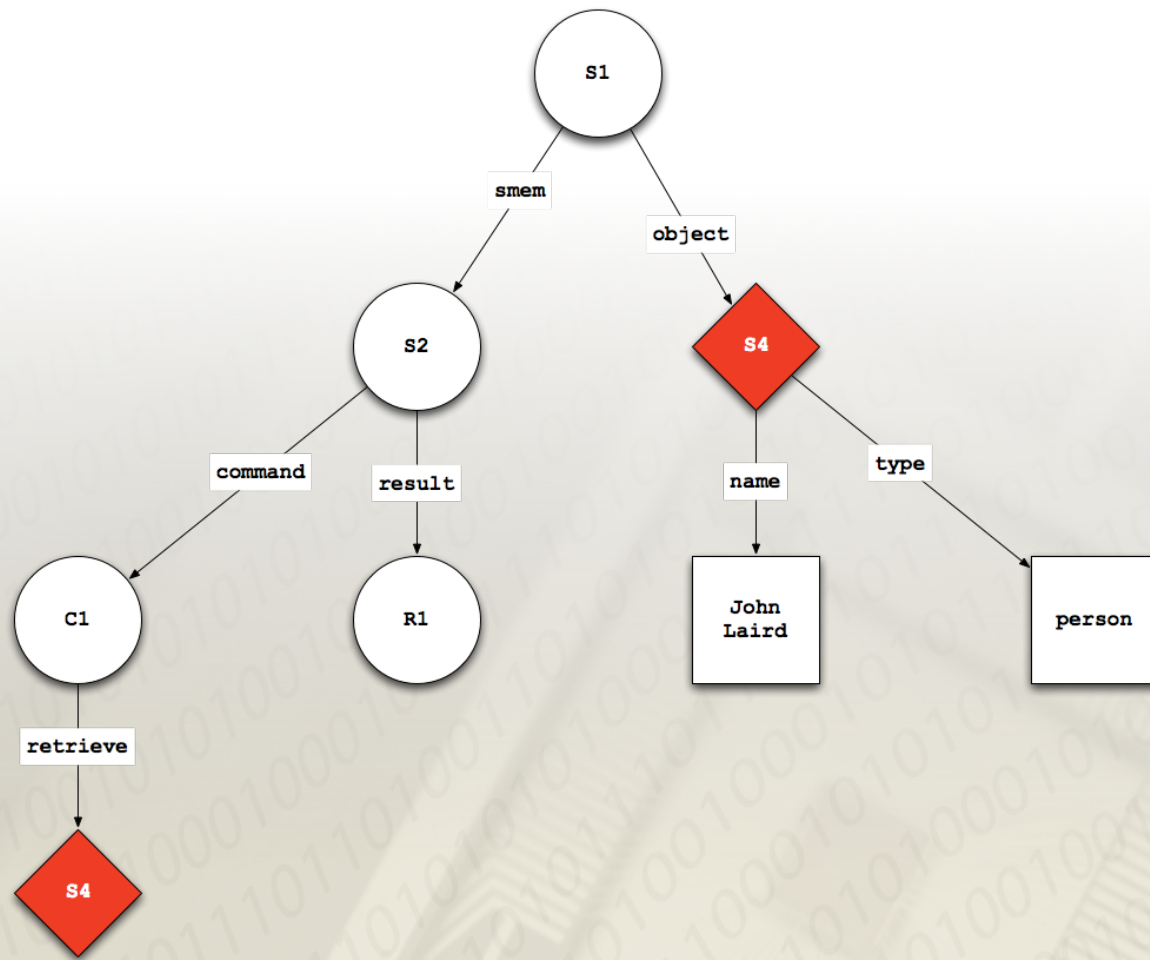 S1
smem
object
S2
S4
command
result
name
type
C1
R1
John
Laird
person
retrieve
S4